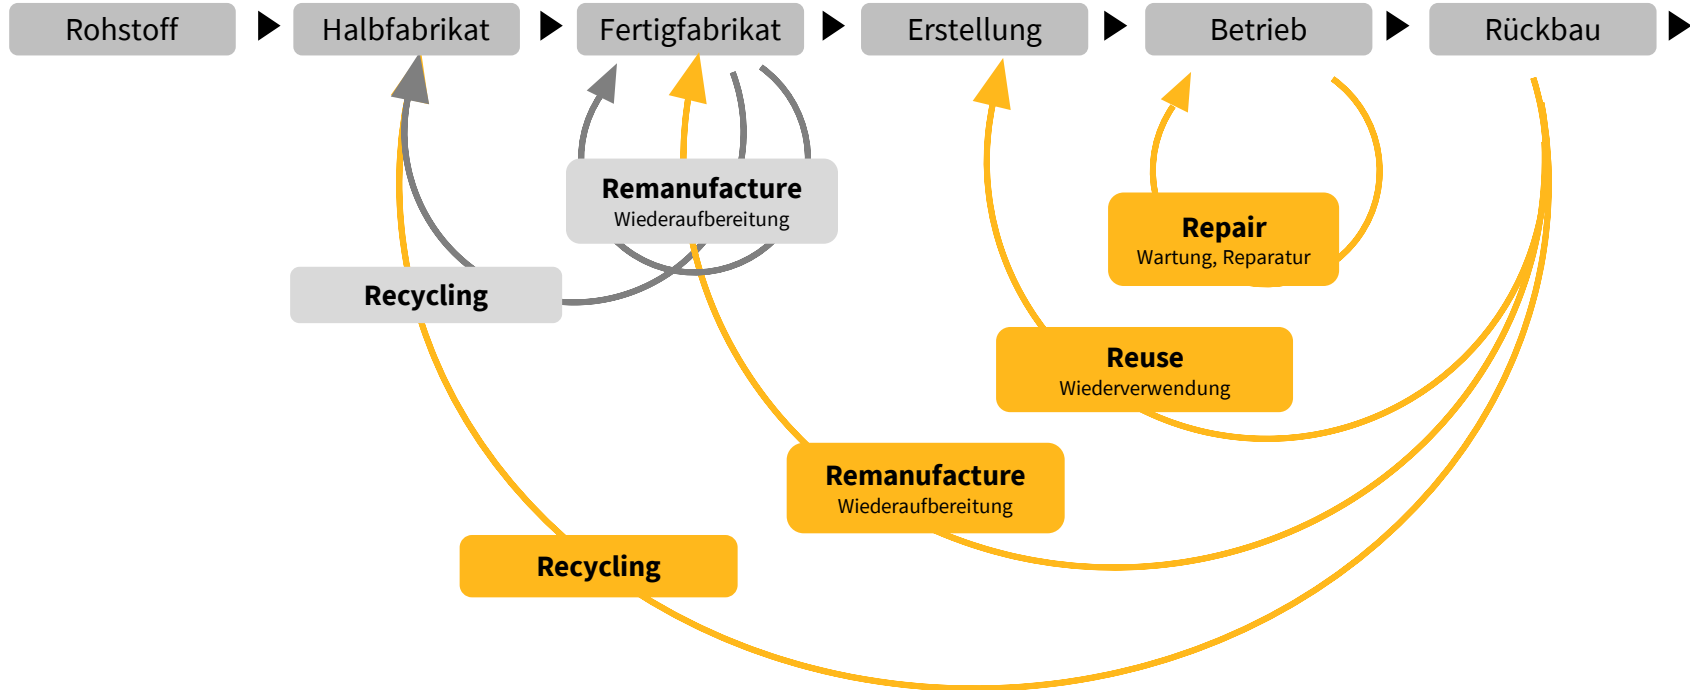 Rohstoff
Halbfabrikat
Fertigfabrikat
Erstellung
Betrieb
Rückbau
Remanufacture
Wiederaufbereitung
Repair
Wartung, Reparatur
Recycling
Reuse
Wiederverwendung
Remanufacture
Wiederaufbereitung
Recycling